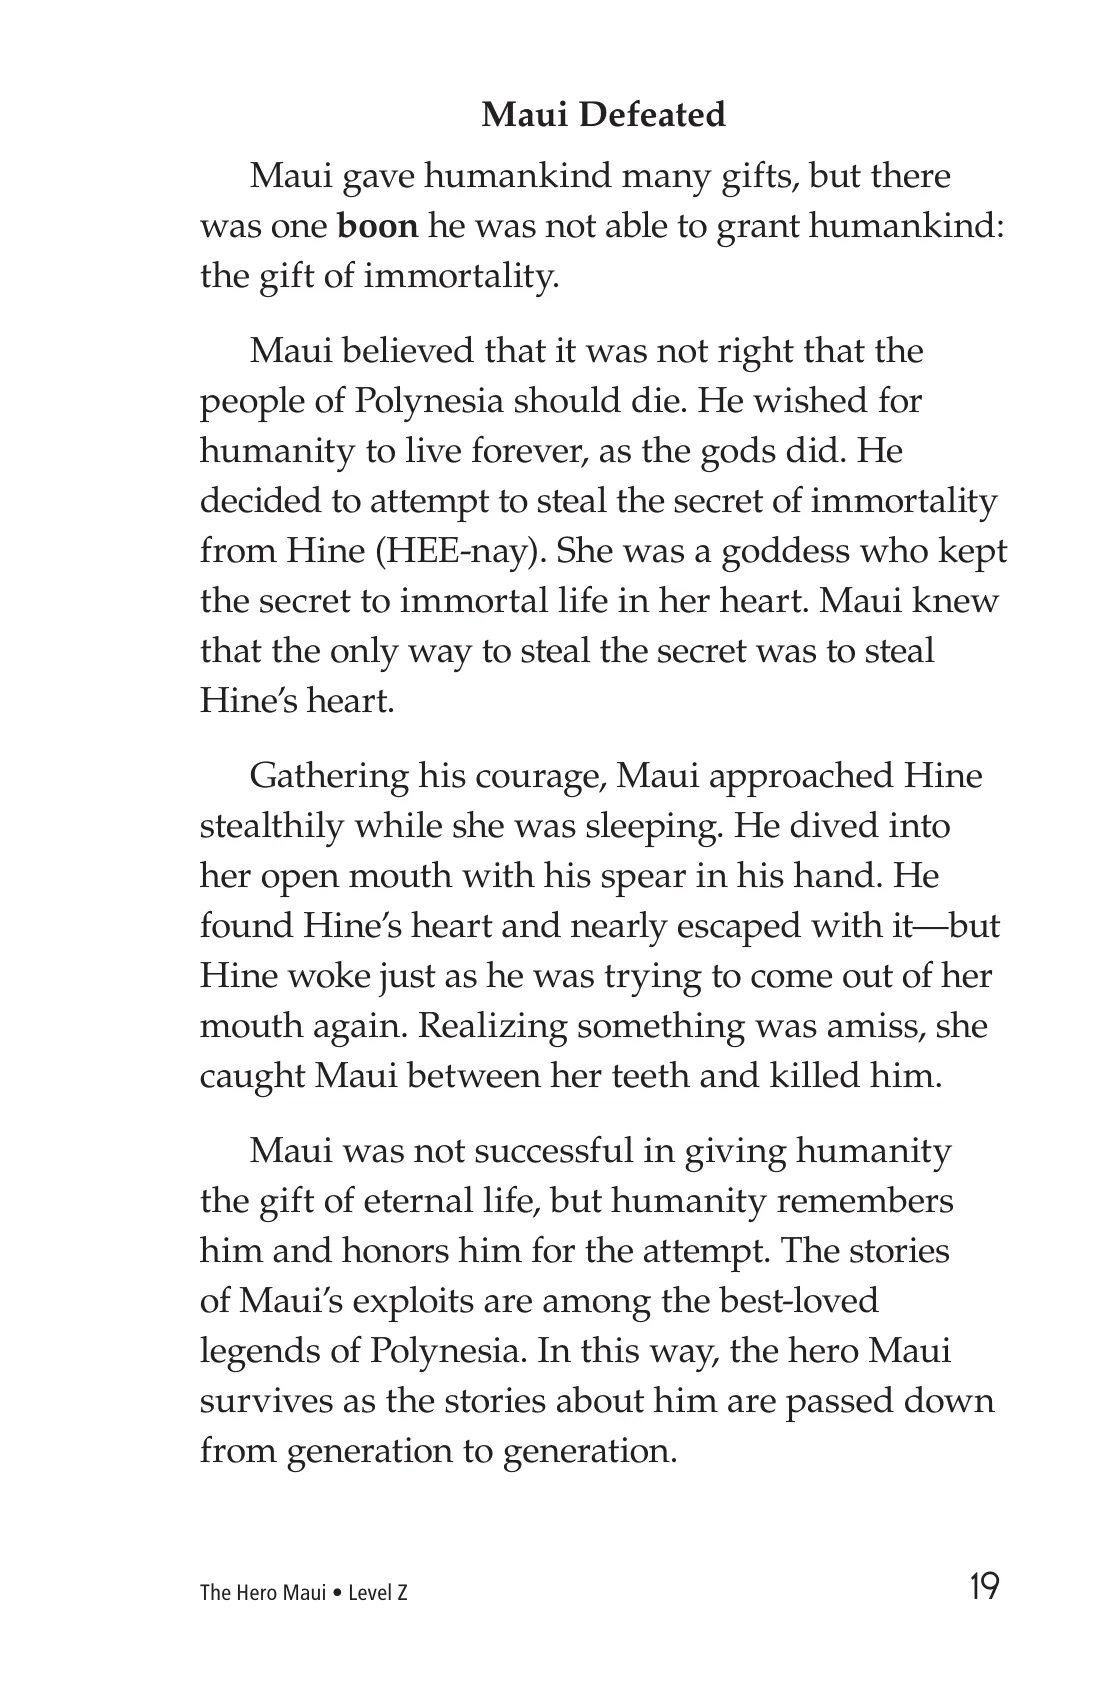 Maui Defeated
Maui gave humankind many gifts, but there
was one boon he was not able to grant humankind:
the gift of immortality.
Maui believed that it was not right that the
people of Polynesia should die. He wished for
humanity to live forever, as the gods did. He
decided to attempt to steal the secret of immortality
from Hine (HEE-nay). She was a goddess who kept
the secret to immortal life in her heart. Maui knew
that the only way to steal the secret was to steal
Hine’s heart.
Gathering his courage, Maui approached Hine
stealthily while she was sleeping. He dived into
her open mouth with his spear in his hand. He
found Hine’s heart and nearly escaped with it—but
Hine woke just as he was trying to come out of her
mouth again. Realizing something was amiss, she
caught Maui between her teeth and killed him.
Maui was not successful in giving humanity
the gift of eternal life, but humanity remembers
him and honors him for the attempt. The stories
of Maui’s exploits are among the best-loved
legends of Polynesia. In this way, the hero Maui
survives as the stories about him are passed down
from generation to generation.
The Hero Maui • Level Z
19